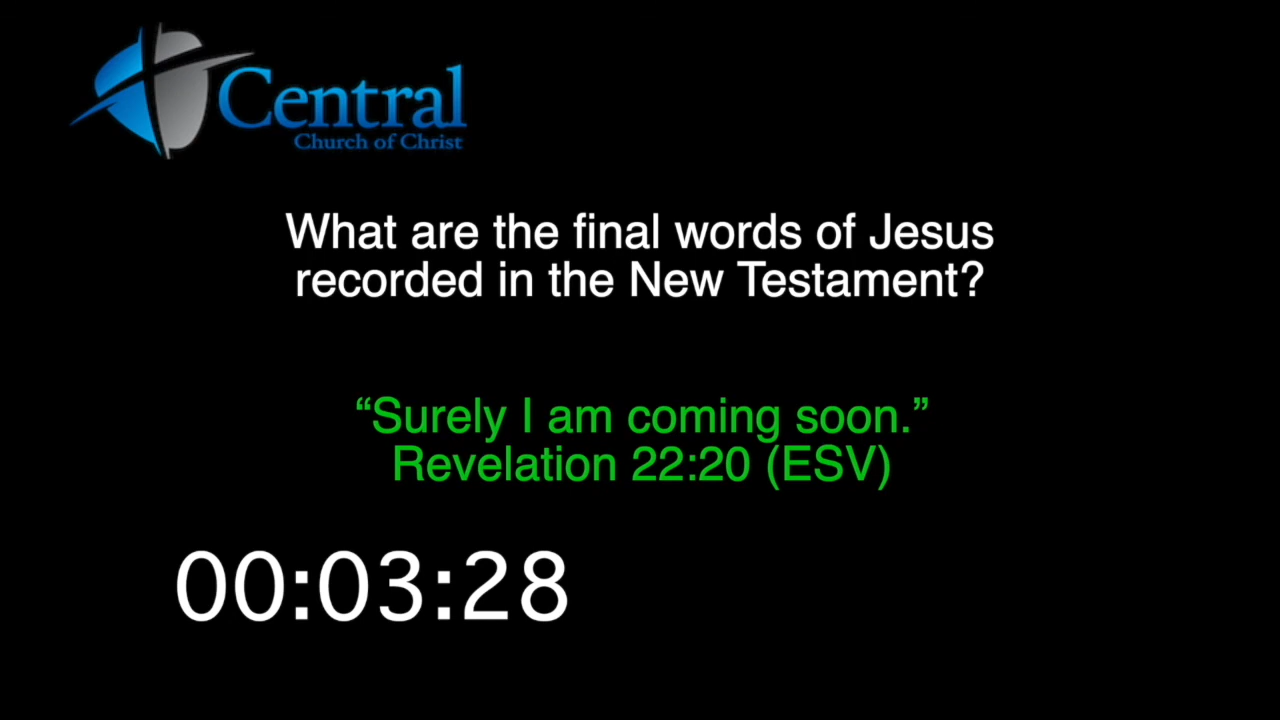 Central
Church of Christ
What are the final words of Jesus
recorded in the New Testament?
“Surely I am coming soon.”
Revelation 22:20 (ESV)
00:03:28